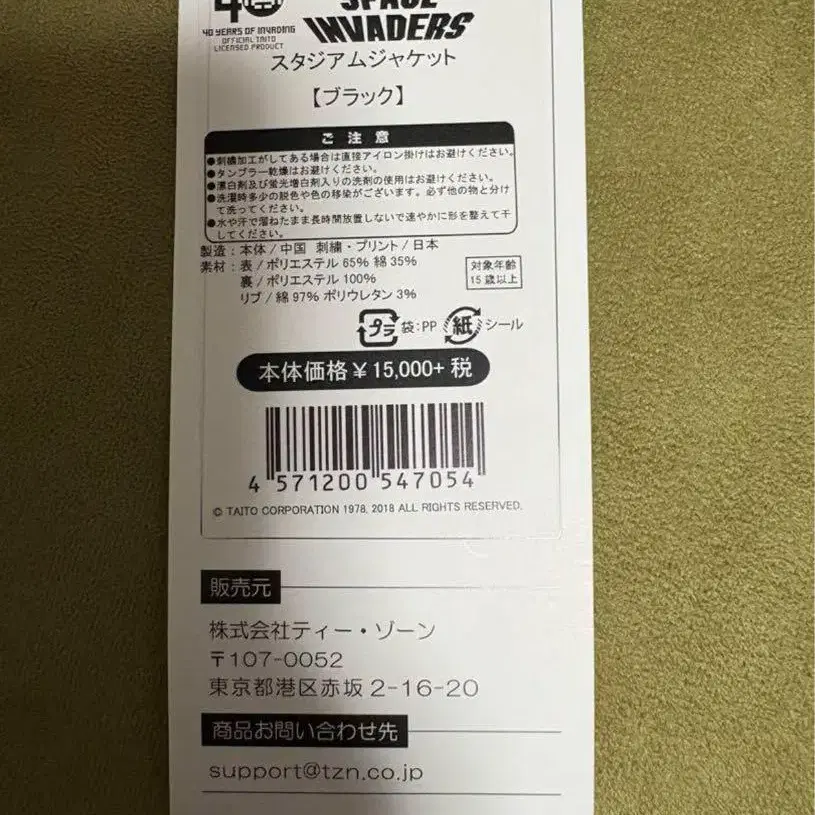 40
SPACE
INVADERS
40 YEARS OF INVADING
OFFICIAL TAITO
LICENSED PRODUCT
スタジアムジャケット
【ブラック】
ご注意
●刺繍加工がしてある場合は直接アイロン掛けはお避けください。
●タンブラー乾燥はお避けください。
●漂白剤及び蛍光増白剤入りの洗剤の使用はお避けください。
●洗濯時多少の脱色や色の移染がございます。必ず他の物と分け
て洗ってください。
●水や汗で湿ねたまま長時間放置しないで速やかに形を整えて干
してください。
製造：本体/中国 刺繍・プリント/日本
素材：表/ポリエステル 65% 綿 35%
裏/ポリエステル 100%
リブ/綿 97% ポリウレタン 3%
対象年齢
15歳以上
プラ 袋:PP 紙 シール
本体価格￥15,000+税
4 571200 547054
© TAITO CORPORATION 1978, 2018 ALL RIGHTS RESERVED.
販売元
株式会社ティー・ゾーン
〒107-0052
東京都港区赤坂 2-16-20
商品お問い合わせ先
support@tzn.co.jp